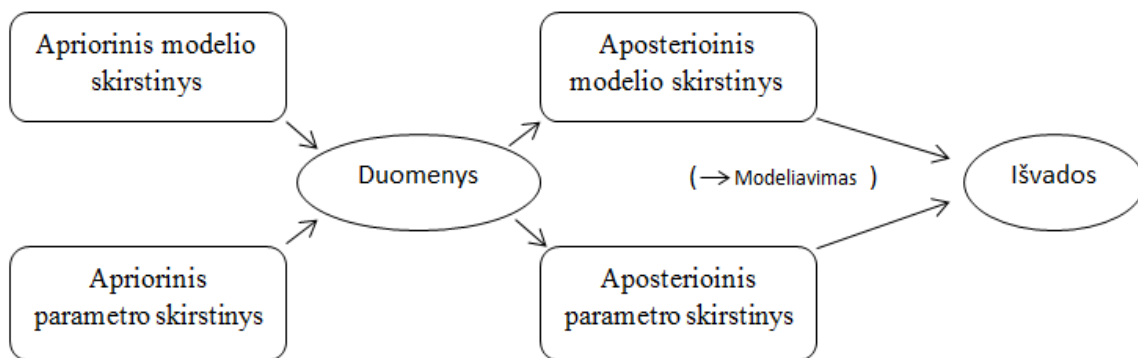 Apriorinis modelio
skirstinys
Aposterioinis
modelio skirstinys
Duomenys
( → Modeliavimas )
Išvados
Apriorinis
parametro skirstinys
Aposterioinis
parametro skirstinys